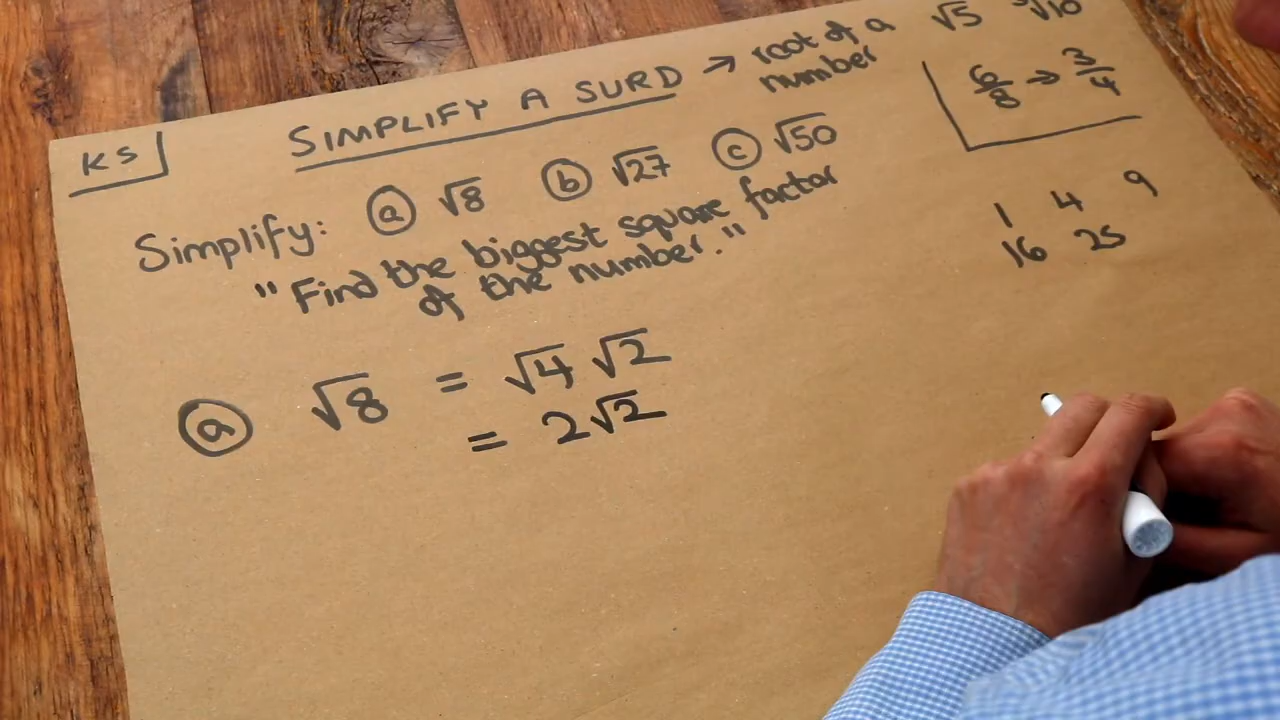 KS
SIMPLIFY A SURD → root of a number
√5 ∛10
6/8 → 3/4
Simplify: ⓐ √8 ⓑ √27 ⓒ √50
"Find the biggest square factor
of the number."
1 4 9
16 25
ⓐ √8 = √4 √2
= 2√2